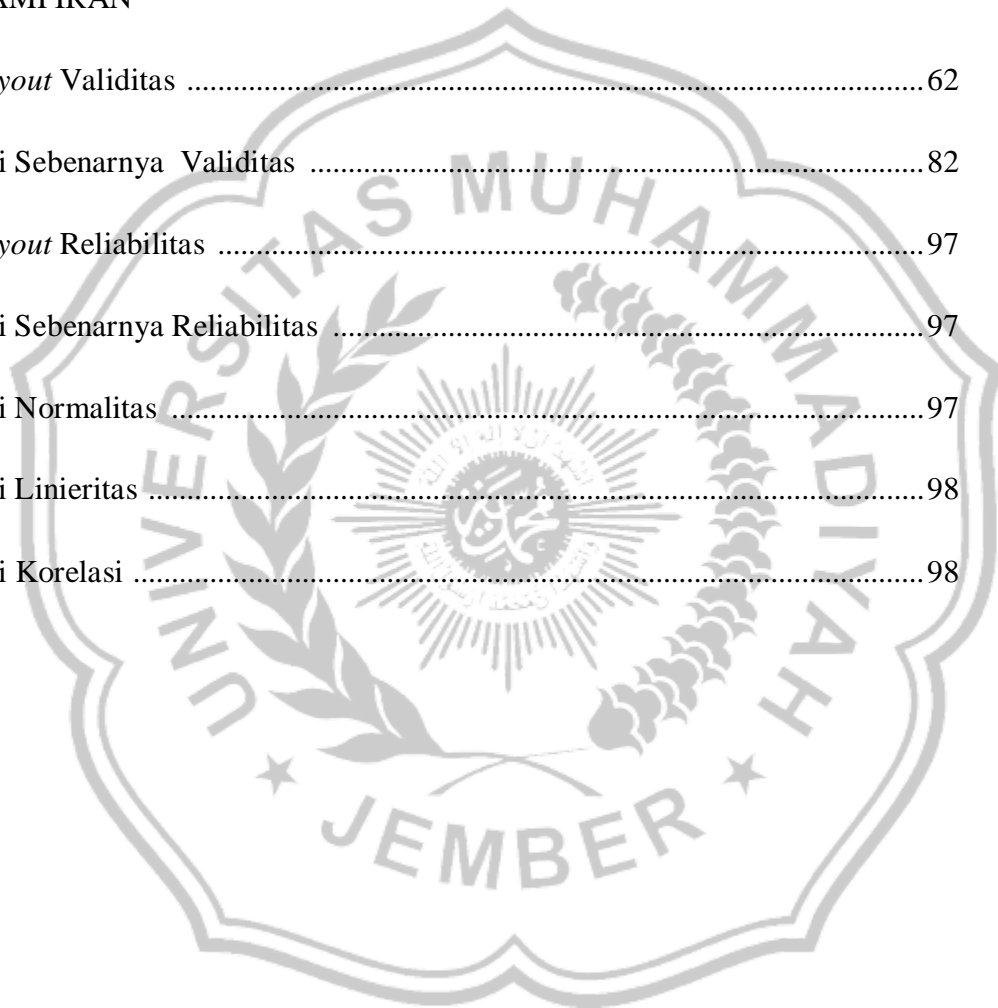 AMPIRAN
yout Validitas ..... 62
i Sebenarnya Validitas ..... 82
yout Reliabilitas ..... 97
i Sebenarnya Reliabilitas ..... 97
i Normalitas ..... 97
i Linieritas ..... 98
i Korelasi ..... 98
UNIVERSITAS MUHAMMADIYAH
JEMBER